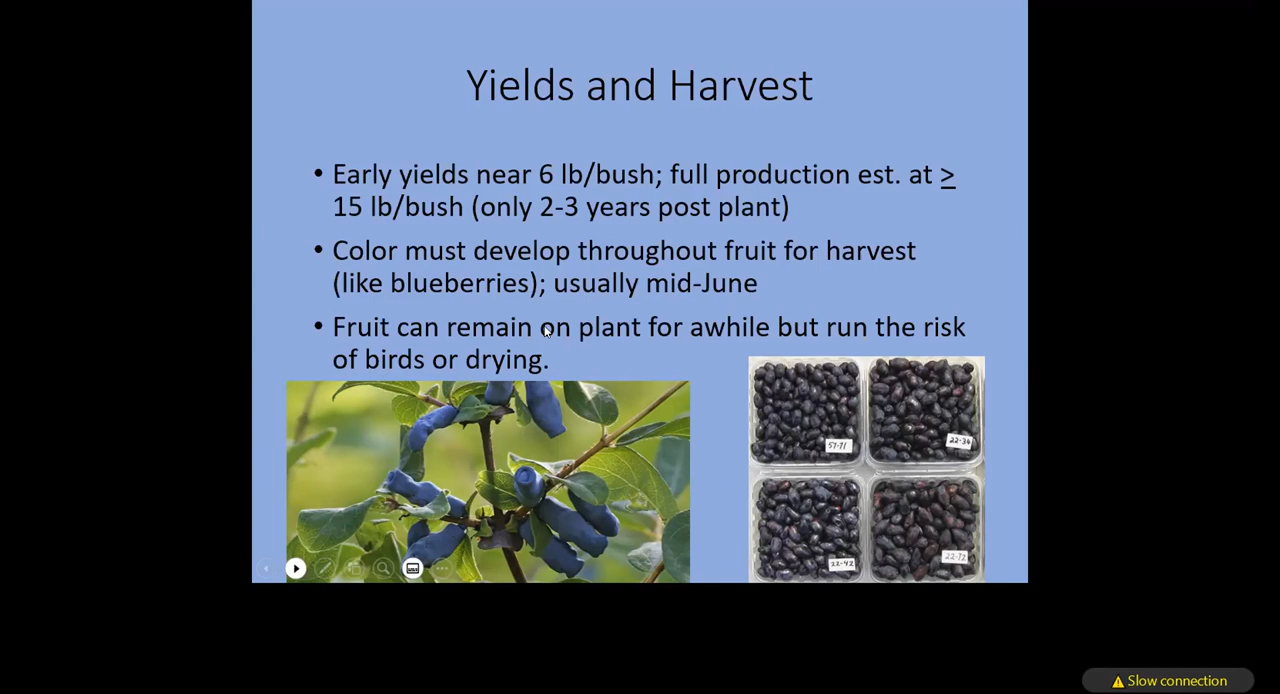 Yields and Harvest
• Early yields near 6 lb/bush; full production est. at >
15 lb/bush (only 2-3 years post plant)
• Color must develop throughout fruit for harvest
(like blueberries); usually mid-June
• Fruit can remain on plant for awhile but run the risk
of birds or drying.
57-71
22-34
22-42
22-72
Slow connection